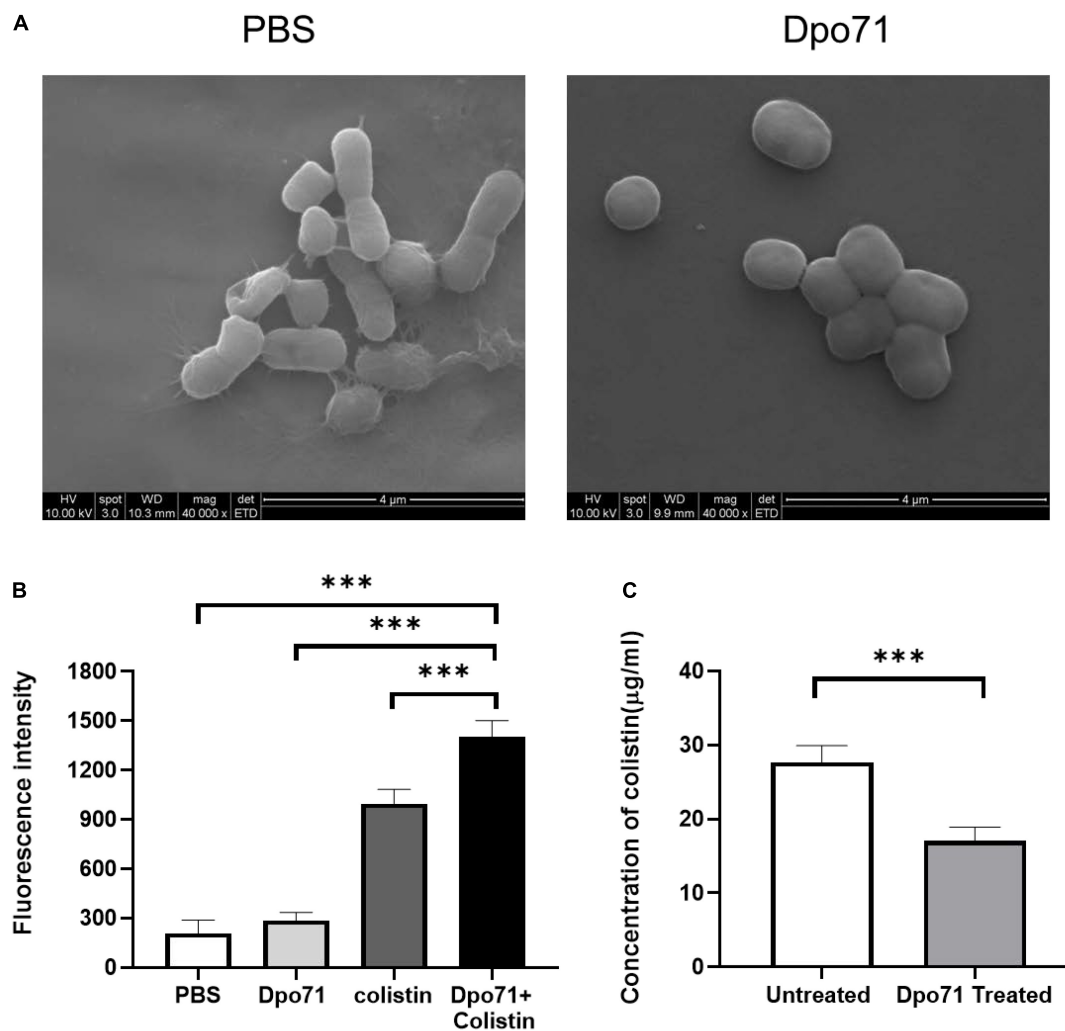 A
PBS
Dpo71
HV spot WD mag det
10.00 kV 3.0 10.3 mm 40 000 x ETD
4 µm
HV spot WD mag det
10.00 kV 3.0 9.9 mm 40 000 x ETD
4 µm
B
***
***
***
Fluorescence intensity
1800
1500
1200
900
600
300
0
PBS
Dpo71
colistin
Dpo71+
Colistin
C
***
Concentration of colistin(μg/ml)
40
30
20
10
0
Untreated
Dpo71 Treated